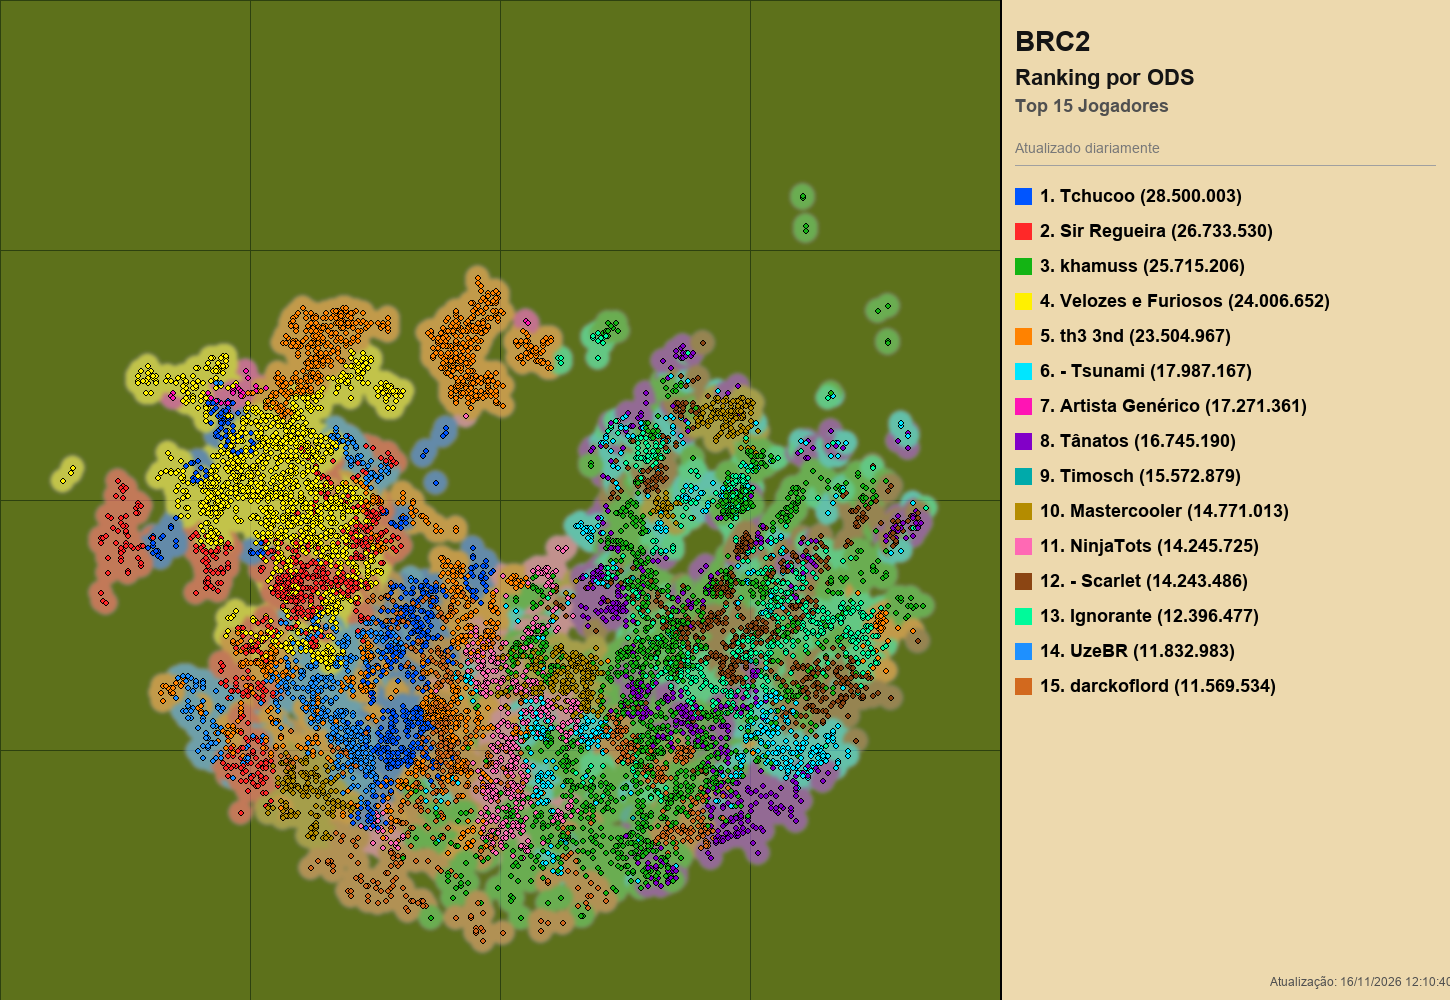 BRC2
Ranking por ODS
Top 15 Jogadores
Atualizado diariamente
1. Tchucoo (28.500.003)
2. Sir Regueira (26.733.530)
3. khamuss (25.715.206)
4. Velozes e Furiosos (24.006.652)
5. th3 3nd (23.504.967)
6. - Tsunami (17.987.167)
7. Artista Genérico (17.271.361)
8. Tânatos (16.745.190)
9. Timosch (15.572.879)
10. Mastercooler (14.771.013)
11. NinjaTots (14.245.725)
12. - Scarlet (14.243.486)
13. Ignorante (12.396.477)
14. UzeBR (11.832.983)
15. darckoflord (11.569.534)
Atualização: 16/11/2026 12:10:40